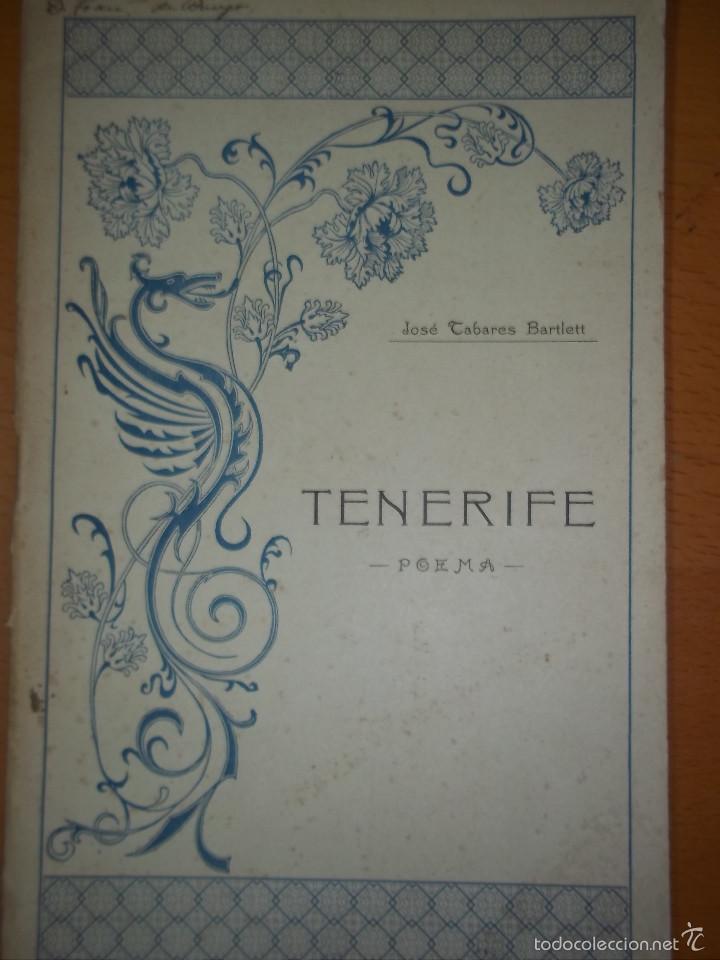 José Tabares Bartlett
TENERIFE
— POEMA —
todocoleccion.net